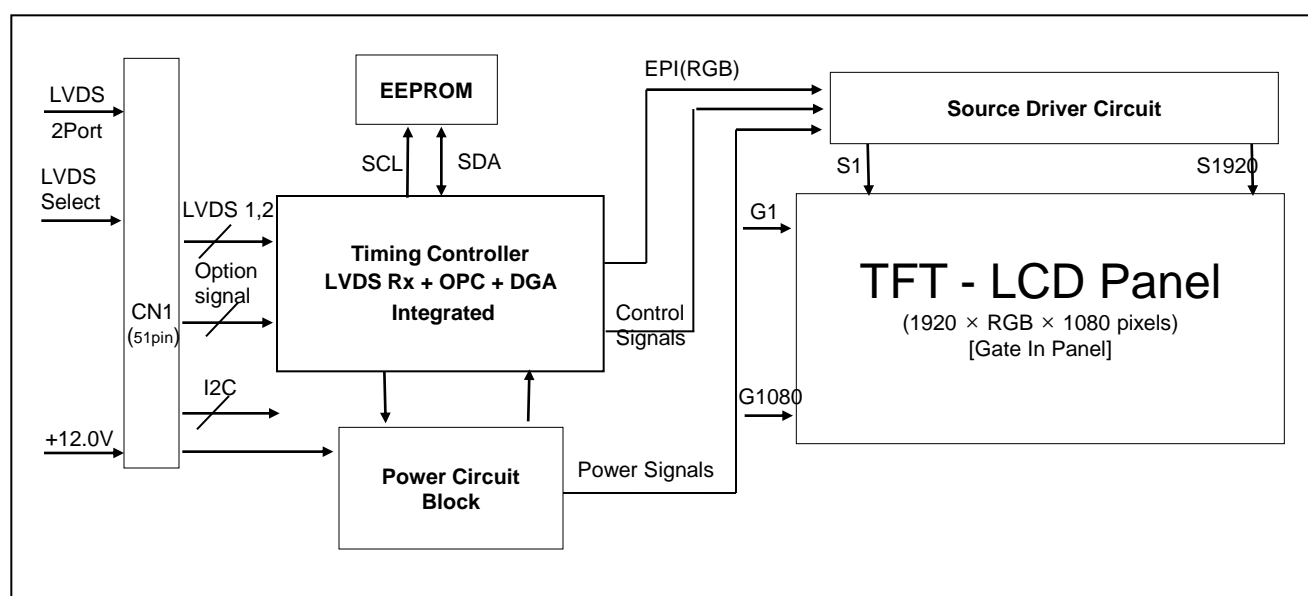 LVDS
2Port
LVDS
Select
+12.0V
CN1
(51pin)
LVDS 1,2
Option
signal
I2C
EEPROM
SCL
SDA
Timing Controller
LVDS Rx + OPC + DGA
Integrated
Power Circuit
Block
EPI(RGB)
Control
Signals
Power Signals
Source Driver Circuit
S1
S1920
G1
G1080
TFT - LCD Panel
(1920 × RGB × 1080 pixels)
[Gate In Panel]